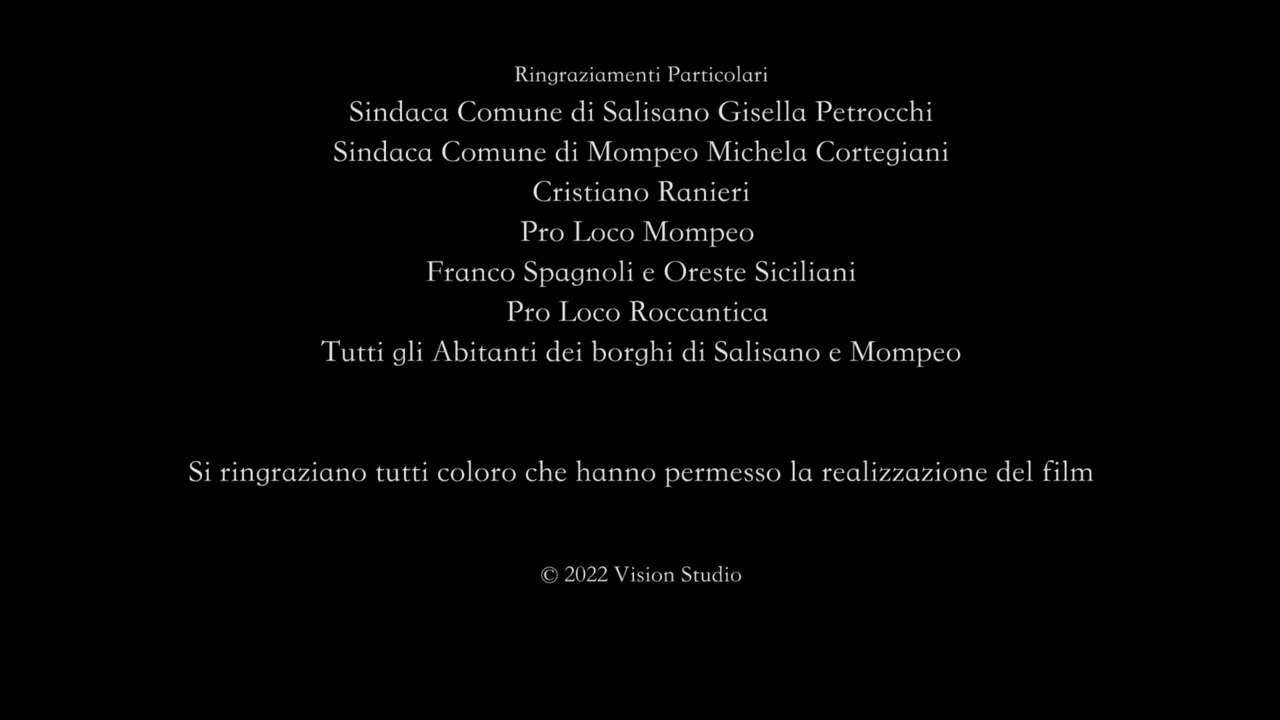 Ringraziamenti Particolari
Sindaca Comune di Salisano Gisella Petrocchi
Sindaca Comune di Mompeo Michela Cortegiani
Cristiano Ranieri
Pro Loco Mompeo
Franco Spagnoli e Oreste Siciliani
Pro Loco Roccantica
Tutti gli Abitanti dei borghi di Salisano e Mompeo
Si ringraziano tutti coloro che hanno permesso la realizzazione del film
© 2022 Vision Studio